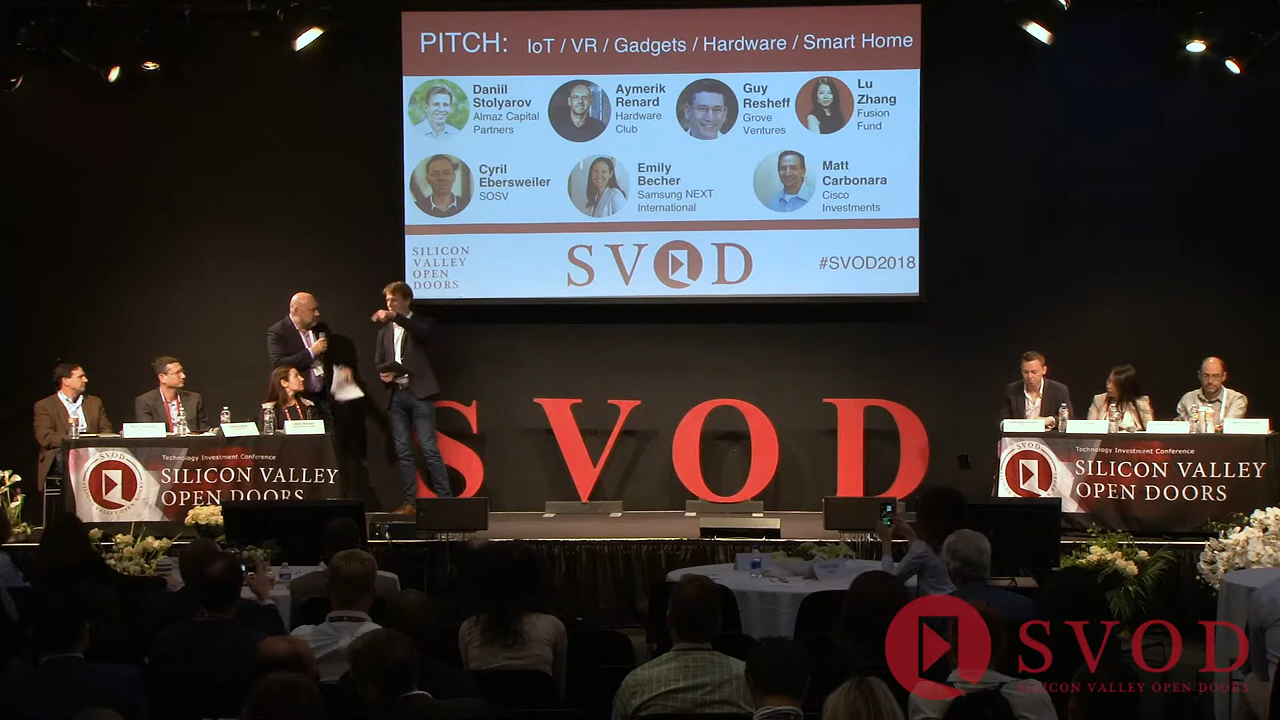 PITCH: IoT / VR / Gadgets / Hardware / Smart Home
Daniil
Stolyarov
Almaz Capital
Partners
Aymerik
Renard
Hardware
Club
Guy
Resheff
Grove
Ventures
Lu
Zhang
Fusion
Fund
Cyril
Ebersweiler
SOSV
Emily
Becher
Samsung NEXT
International
Matt
Carbonara
Cisco
Investments
SILICON
VALLEY
OPEN
DOORS
SVOD
#SVOD2018
SVOD
SVOD
Technology Investment Conference
SILICON VALLEY
OPEN DOORS
SVOD
Technology Investment Conference
SILICON VALLEY
OPEN DOORS
SVOD
SILICON VALLEY OPEN DOORS